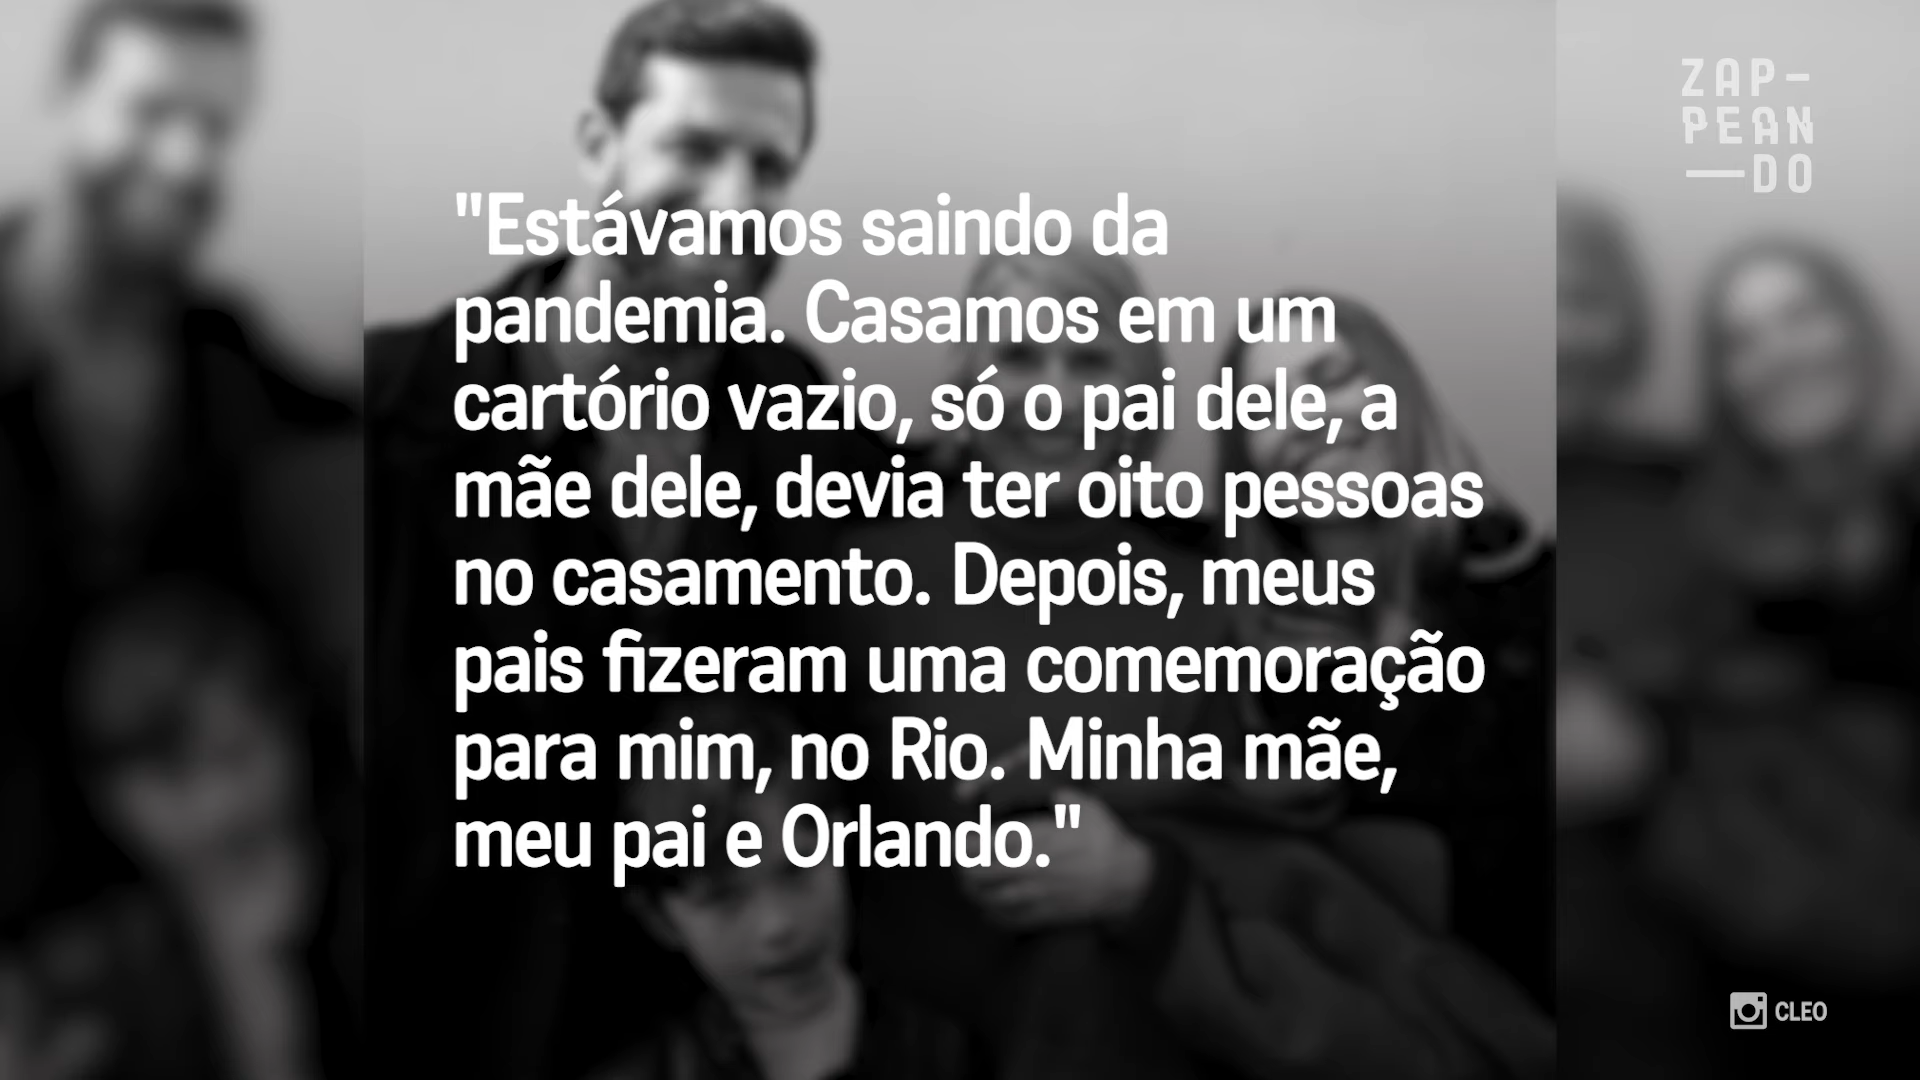 ZAP-
PEAN
—DO
"Estávamos saindo da
pandemia. Casamos em um
cartório vazio, só o pai dele, a
mãe dele, devia ter oito pessoas
no casamento. Depois, meus
pais fizeram uma comemoração
para mim, no Rio. Minha mãe,
meu pai e Orlando."
CLEO